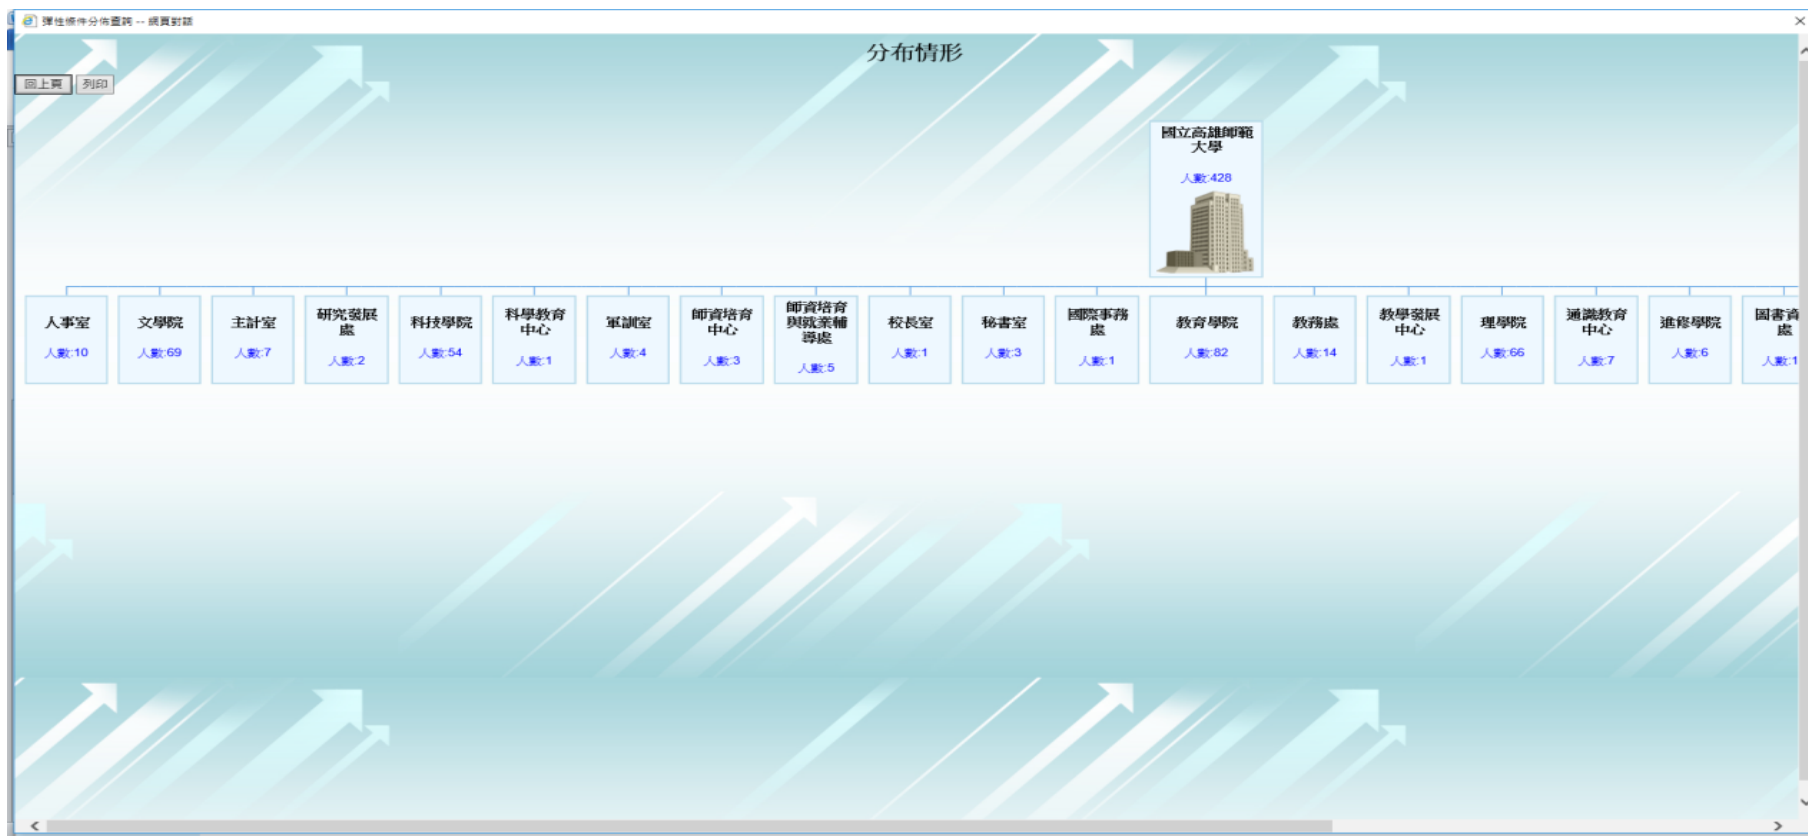 彈性條件分佈查詢 -- 網頁對話
分布情形
回上頁
列印
國立高雄師範
大學
人數:428
人事室
人數:10
文學院
人數:69
主計室
人數:7
研究發展
處
人數:2
科技學院
人數:54
科學教育
中心
人數:1
軍訓室
人數:4
師資培育
中心
人數:3
師資培育
與就業輔
導處
人數:5
校長室
人數:1
秘書室
人數:3
國際事務
處
人數:1
教育學院
人數:82
教務處
人數:14
教學發展
中心
人數:1
理學院
人數:66
通識教育
中心
人數:7
進修學院
人數:6
圖書資
處
人數:1